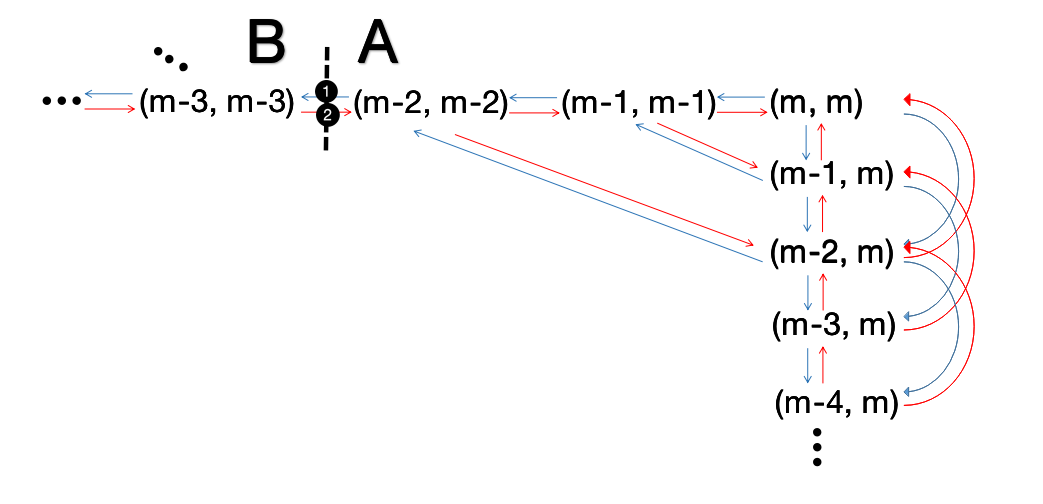 B A
1
... (m-3, m-3) (m-2, m-2) (m-1, m-1) (m, m)
2
(m-1, m)
(m-2, m)
(m-3, m)
(m-4, m)